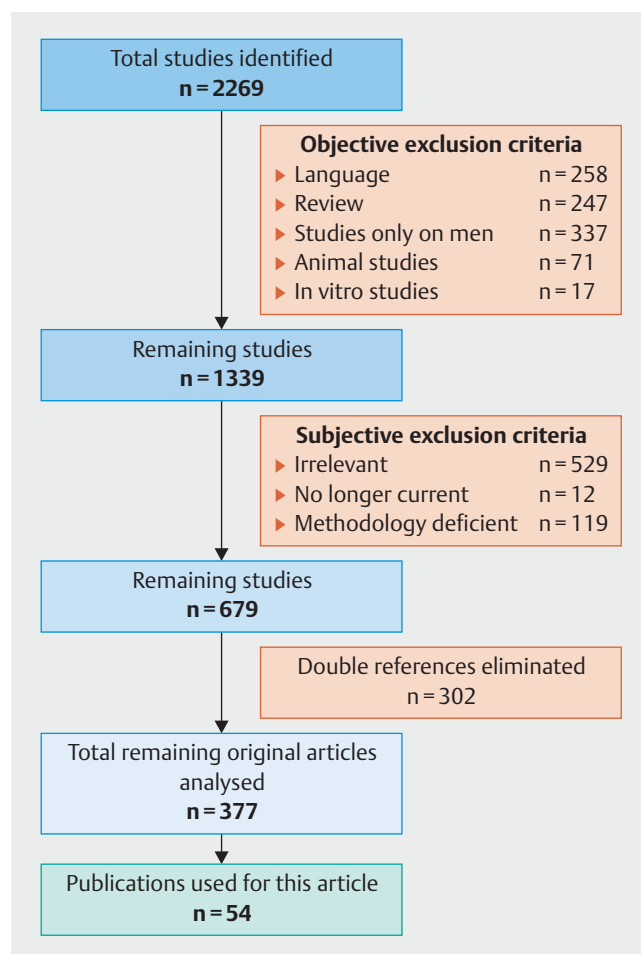 Total studies identified
n = 2269
Objective exclusion criteria
▶ Language n = 258
▶ Review n = 247
▶ Studies only on men n = 337
▶ Animal studies n = 71
▶ In vitro studies n = 17
Remaining studies
n = 1339
Subjective exclusion criteria
▶ Irrelevant n = 529
▶ No longer current n = 12
▶ Methodology deficient n = 119
Remaining studies
n = 679
Double references eliminated
n = 302
Total remaining original articles
analysed
n = 377
Publications used for this article
n = 54